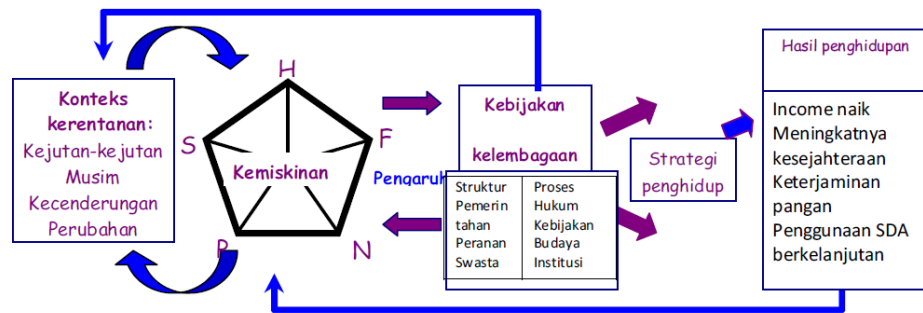 Konteks
kerentanan:
Kejutan-kejutan
Musim
Kecenderungan
Perubahan
H
S
F
Kemiskinan
P
N
Pengaruh
Kebijakan
kelembagaan
Struktur
Pemerin
tahan
Peranan
Swasta
Proses
Hukum
Kebijakan
Budaya
Institusi
Strategi
penghidup
Hasil penghidupan
Income naik
Meningkatnya
kesejahteraan
Keterjaminan
pangan
Penggunaan SDA
berkelanjutan